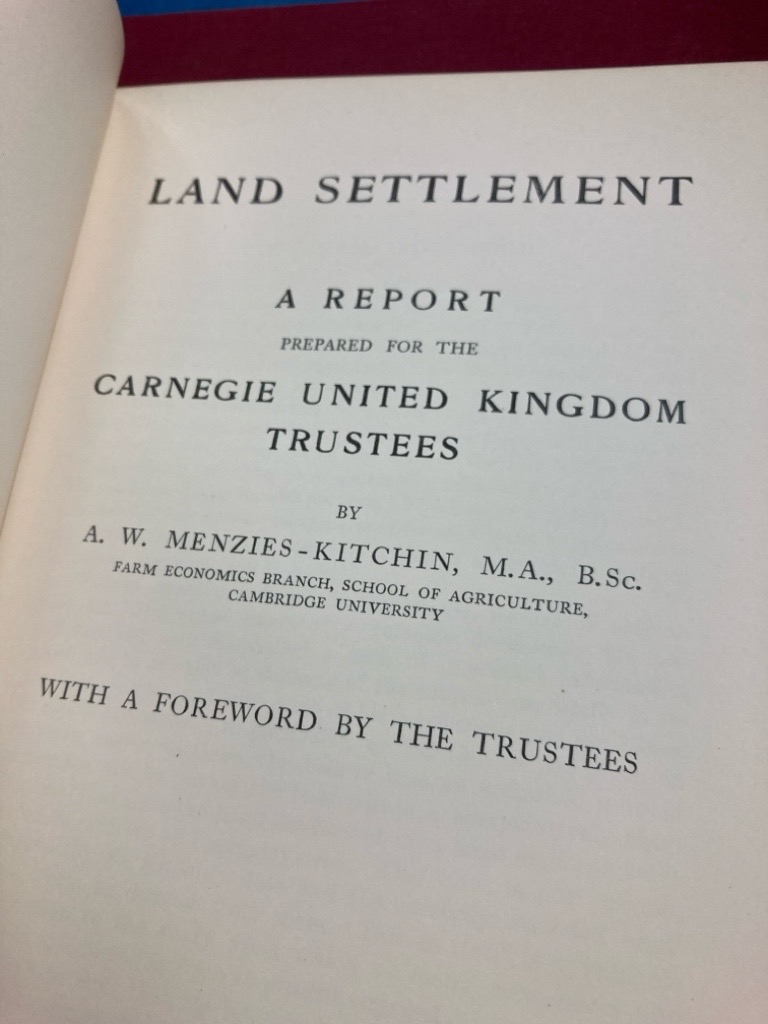 LAND SETTLEMENT
A REPORT
PREPARED FOR THE
CARNEGIE UNITED KINGDOM
TRUSTEES
BY
A. W. MENZIES-KITCHIN, M.A., B.Sc.
FARM ECONOMICS BRANCH, SCHOOL OF AGRICULTURE,
CAMBRIDGE UNIVERSITY
WITH A FOREWORD BY THE TRUSTEES